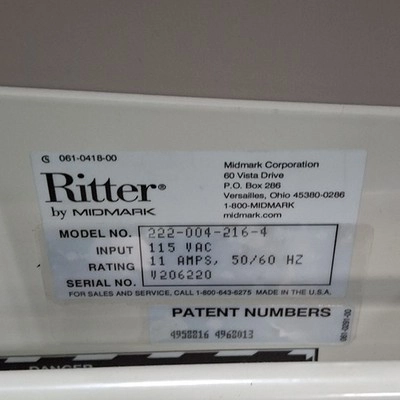 061-0418-00
Ritter®
by MIDMARK
Midmark Corporation
60 Vista Drive
P.O. Box 286
Versailles, Ohio 45380-0286
1-800-MIDMARK
midmark.com
MODEL NO. 222-004-216-4
INPUT 115 VAC
RATING 11 AMPS, 50/60 HZ
SERIAL NO. V206220
FOR SALES AND SERVICE, CALL 1-800-643-6275 MADE IN THE U.S.A.
PATENT NUMBERS
4958816 4968013
DANGER